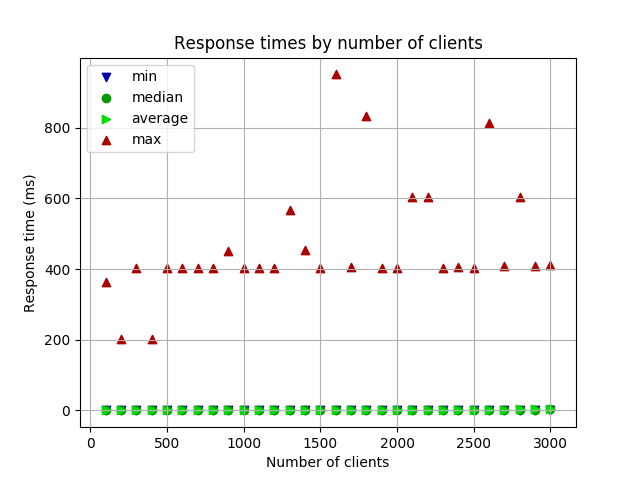 Response times by number of clients
min
median
average
max
800
600
400
200
0
Response time (ms)
0 500 1000 1500 2000 2500 3000
Number of clients